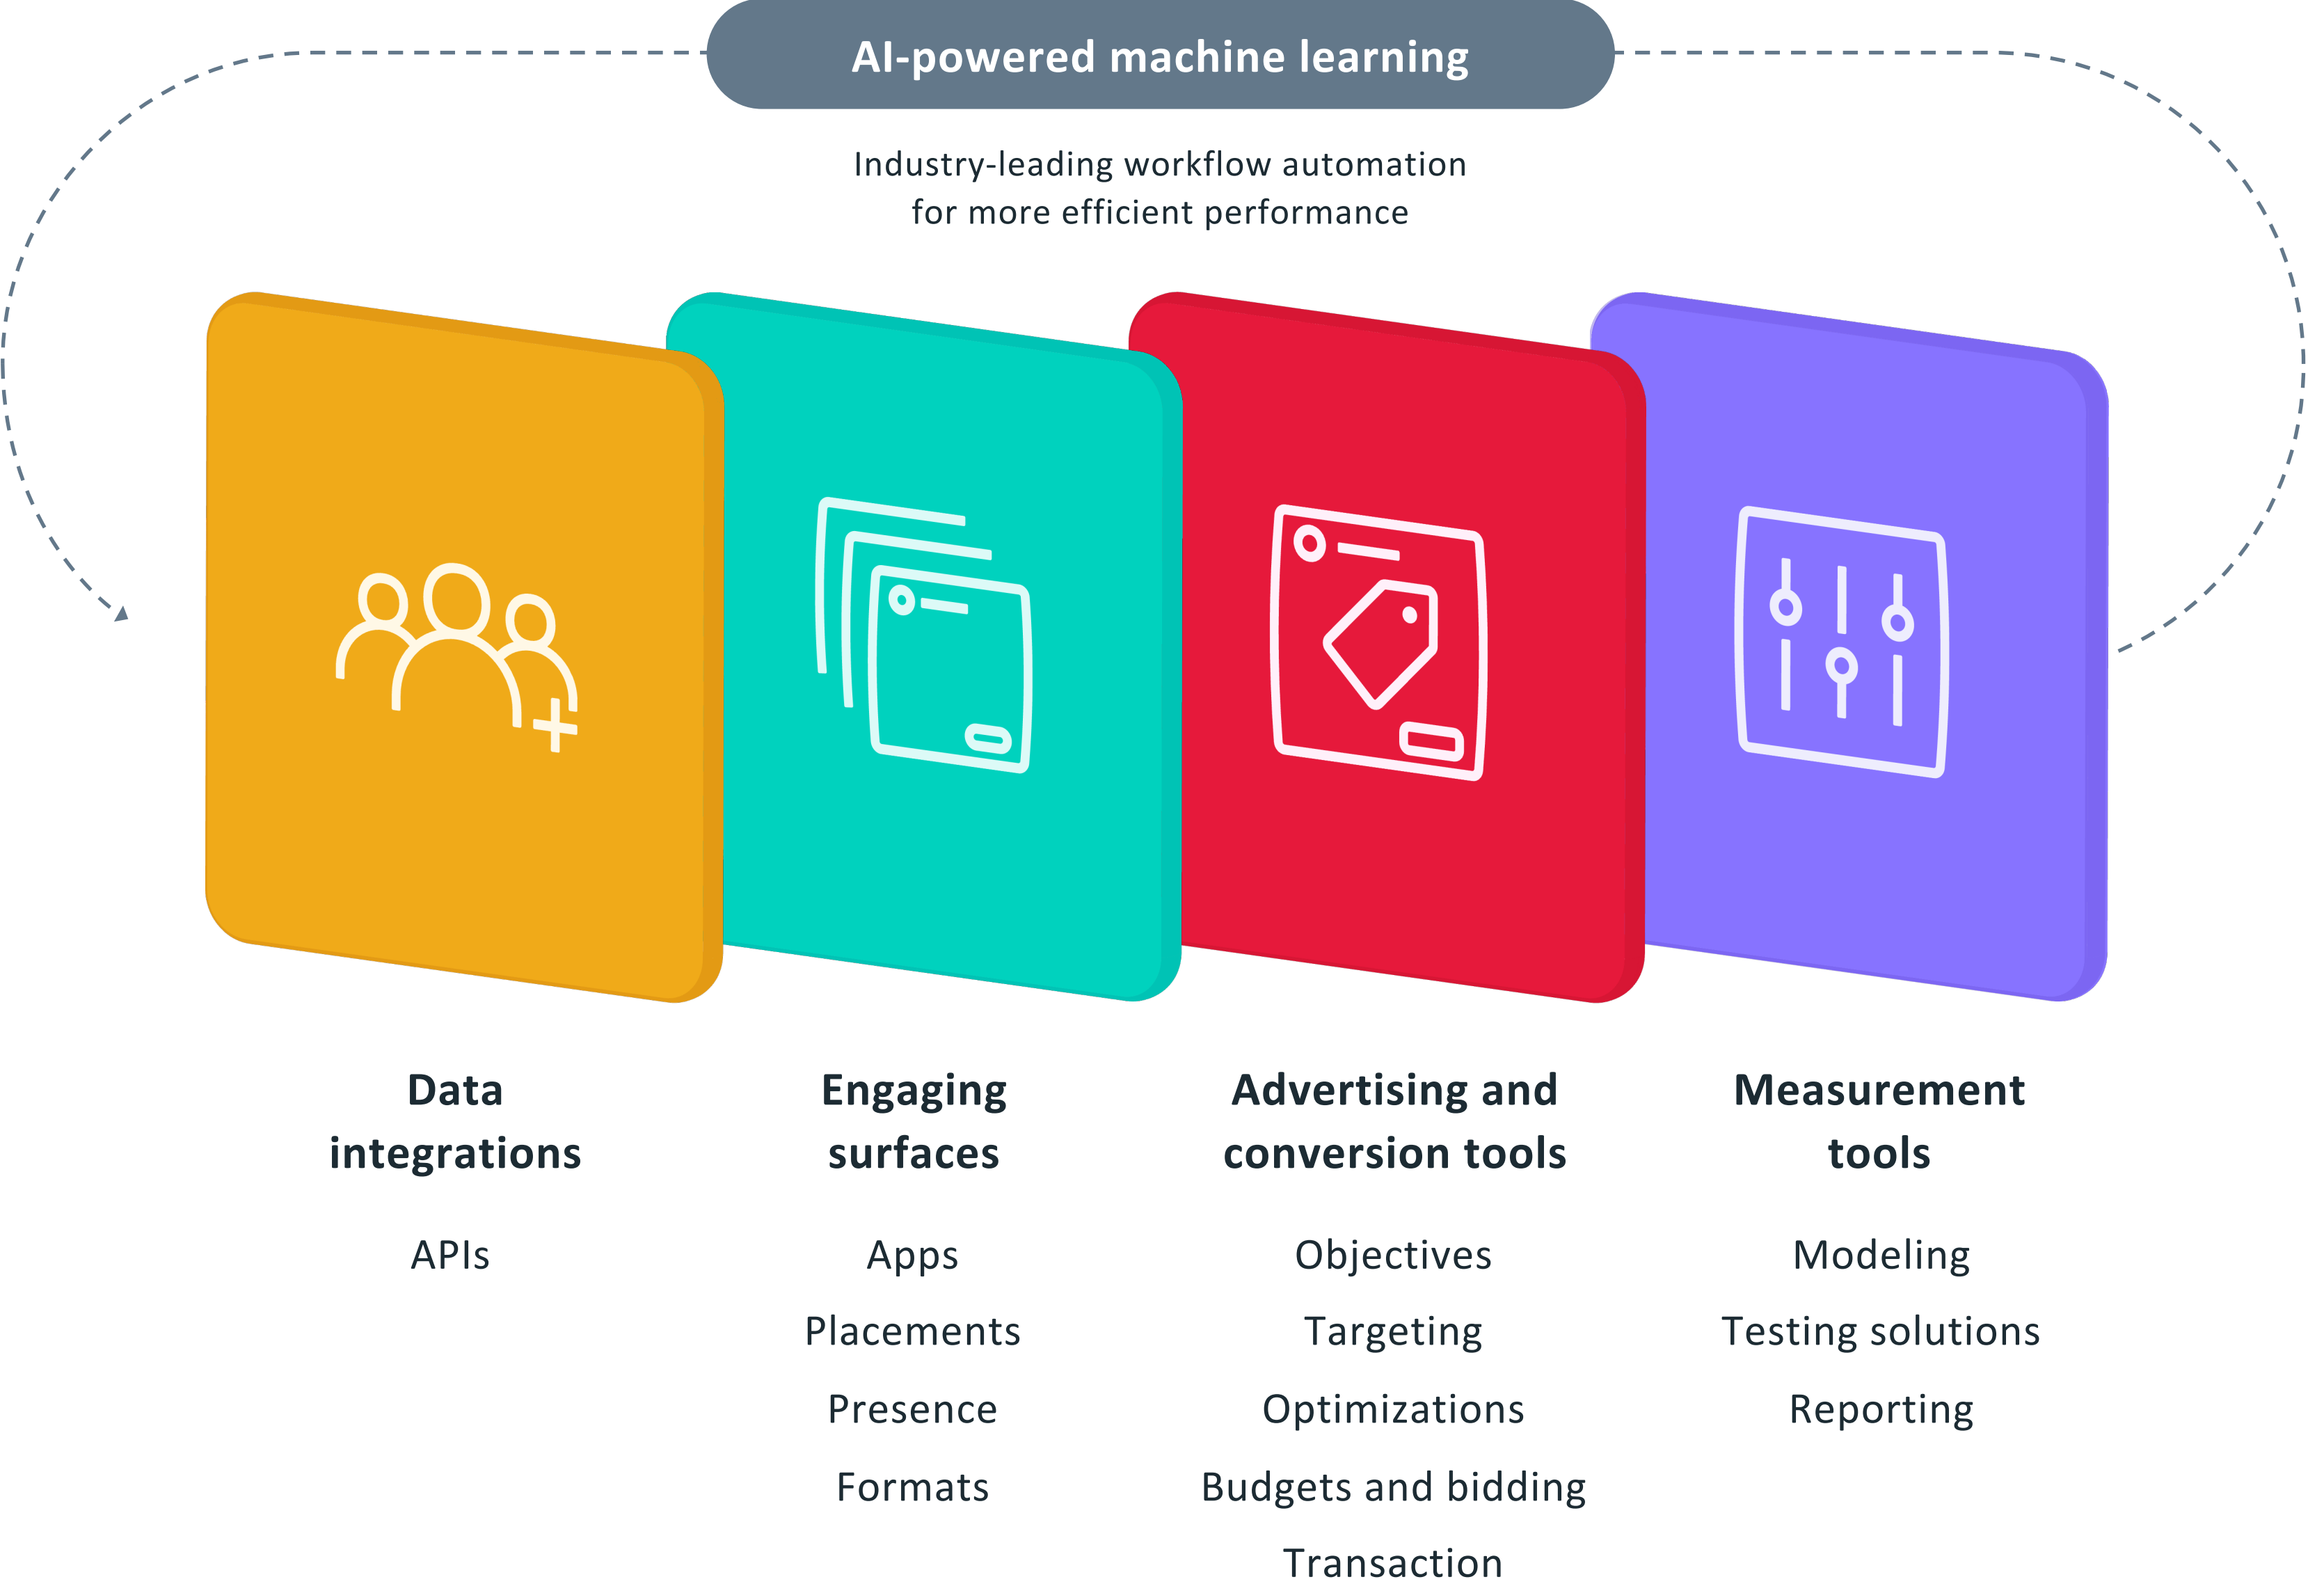 AI-powered machine learning
Industry-leading workflow automation
for more efficient performance
Data
integrations
APIs
Engaging
surfaces
Apps
Placements
Presence
Formats
Advertising and
conversion tools
Objectives
Targeting
Optimizations
Budgets and bidding
Transaction
Measurement
tools
Modeling
Testing solutions
Reporting